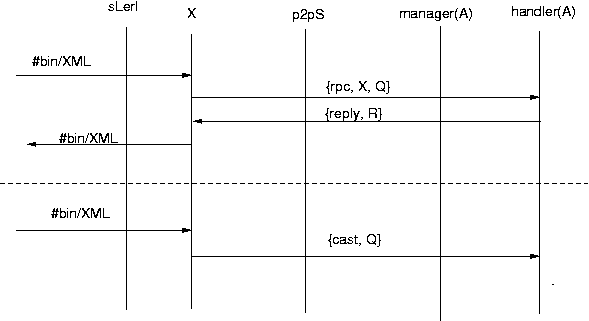 sLerl X p2pS manager(A) handler(A)
#bin/XML
{rpc, X, Q}
{reply, R}
#bin/XML
#bin/XML
{cast, Q}